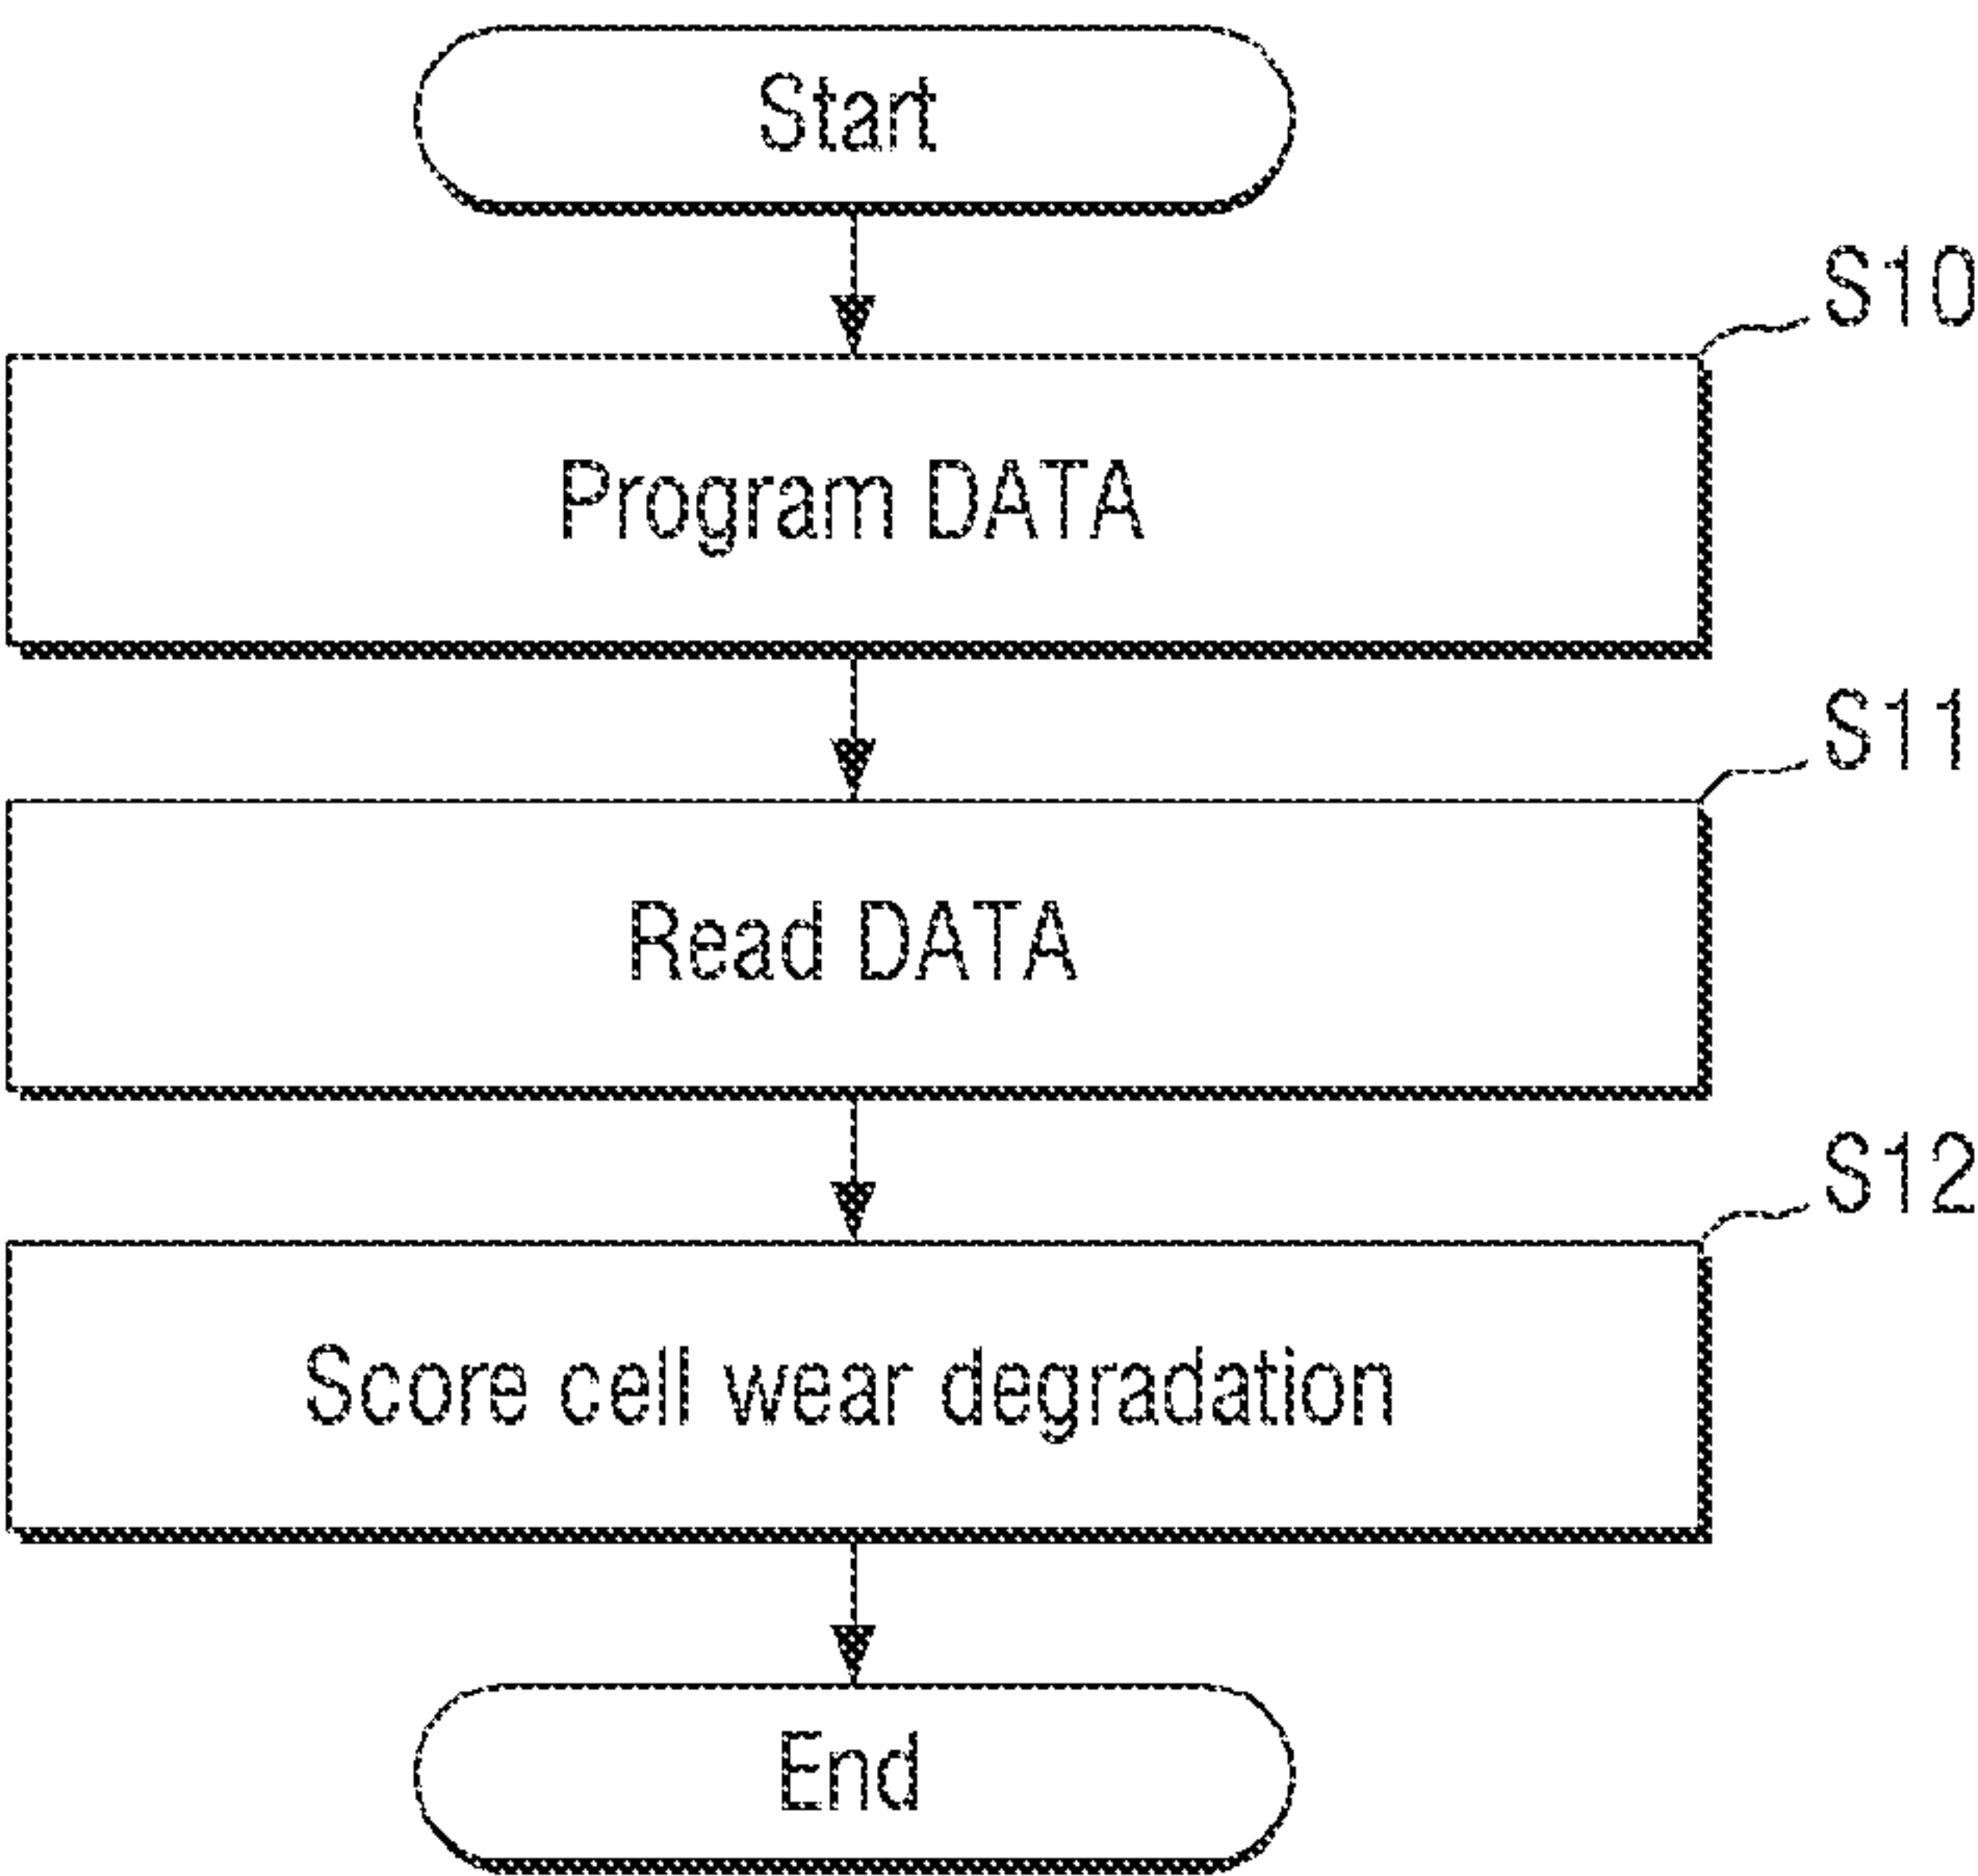 Start
S10
Program DATA
S11
Read DATA
S12
Score cell wear degradation
End